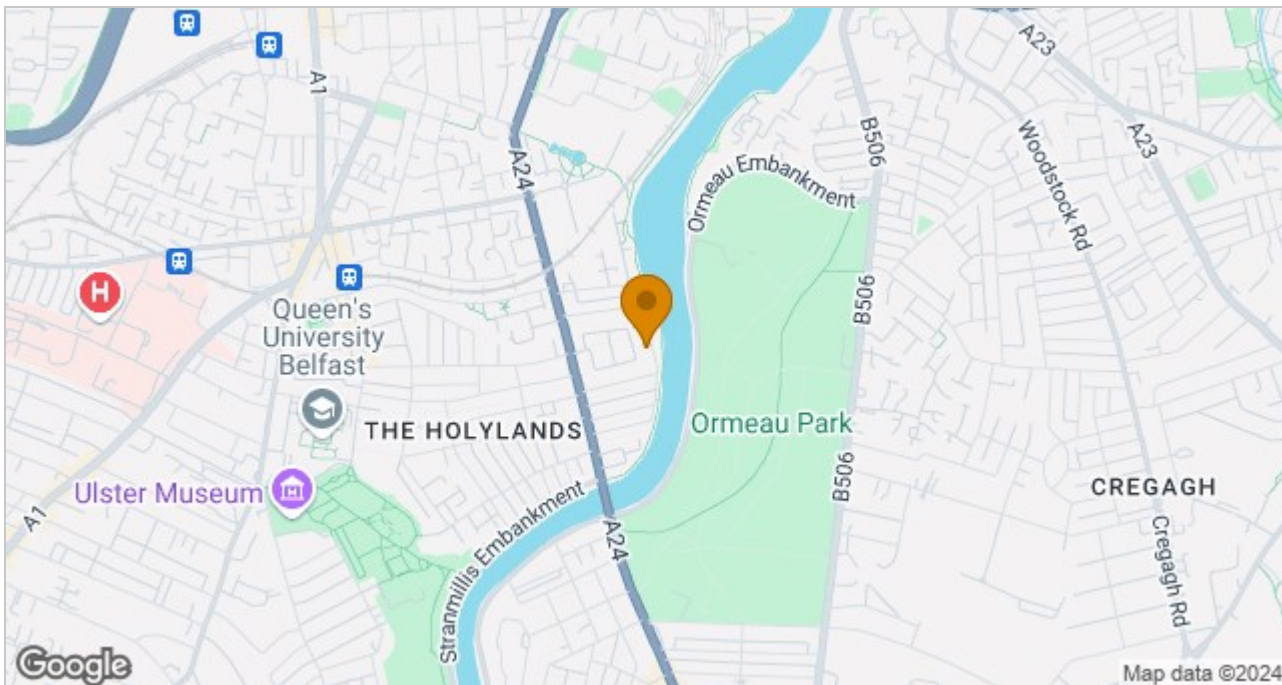 A1
A23
A23
B506
Woodstock Rd
A24
Ormeau Embankment
H
Queen's
University
Belfast
B506
THE HOLYLANDS
Ormeau Park
Ulster Museum
B506
CREGAGH
A1
Stranmillis Embankment
A24
Cregagh Rd
Google
Map data ©2024